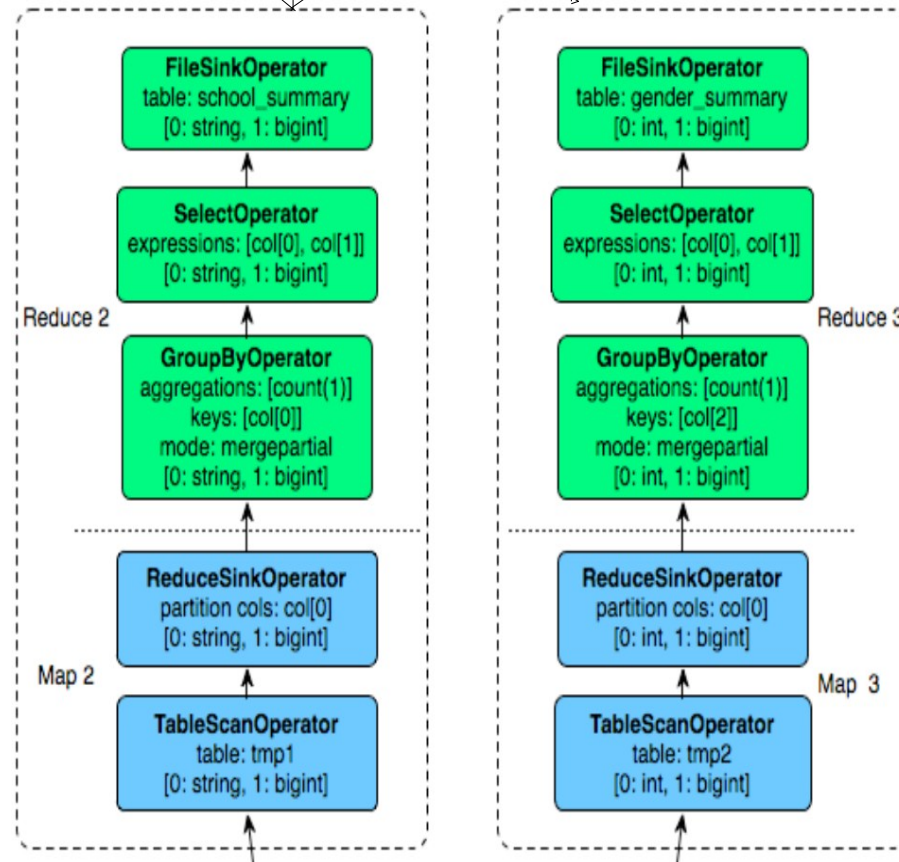 FileSinkOperator
table: school_summary
[0: string, 1: bigint]
SelectOperator
expressions: [col[0], col[1]]
[0: string, 1: bigint]
Reduce 2
GroupByOperator
aggregations: [count(1)]
keys: [col[0]]
mode: mergepartial
[0: string, 1: bigint]
ReduceSinkOperator
partition cols: col[0]
[0: string, 1: bigint]
Map 2
TableScanOperator
table: tmp1
[0: string, 1: bigint]
FileSinkOperator
table: gender_summary
[0: int, 1: bigint]
SelectOperator
expressions: [col[0], col[1]]
[0: int, 1: bigint]
Reduce 3
GroupByOperator
aggregations: [count(1)]
keys: [col[2]]
mode: mergepartial
[0: int, 1: bigint]
ReduceSinkOperator
partition cols: col[0]
[0: int, 1: bigint]
Map 3
TableScanOperator
table: tmp2
[0: int, 1: bigint]